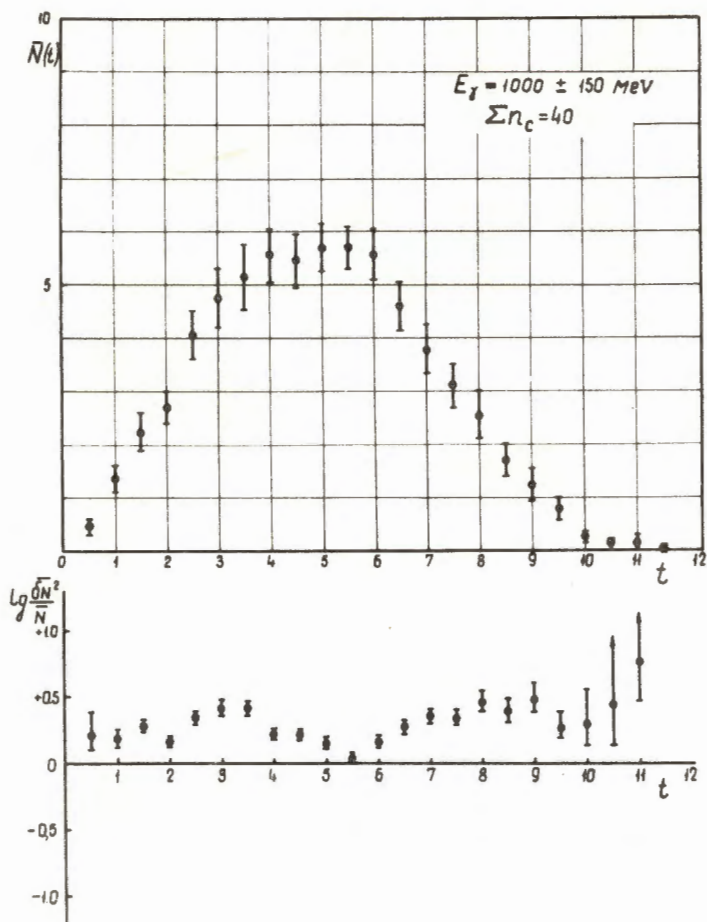 10
N̄(t)
E_γ = 1000 ± 150 MeV
Σn_c = 40
5
0 1 2 3 4 5 6 7 8 9 10 11 12
t
lg δN̄²/N̄
+1.0
+0.5
0
1 2 3 4 5 6 7 8 9 10 11 12
t
-0,5
-1.0